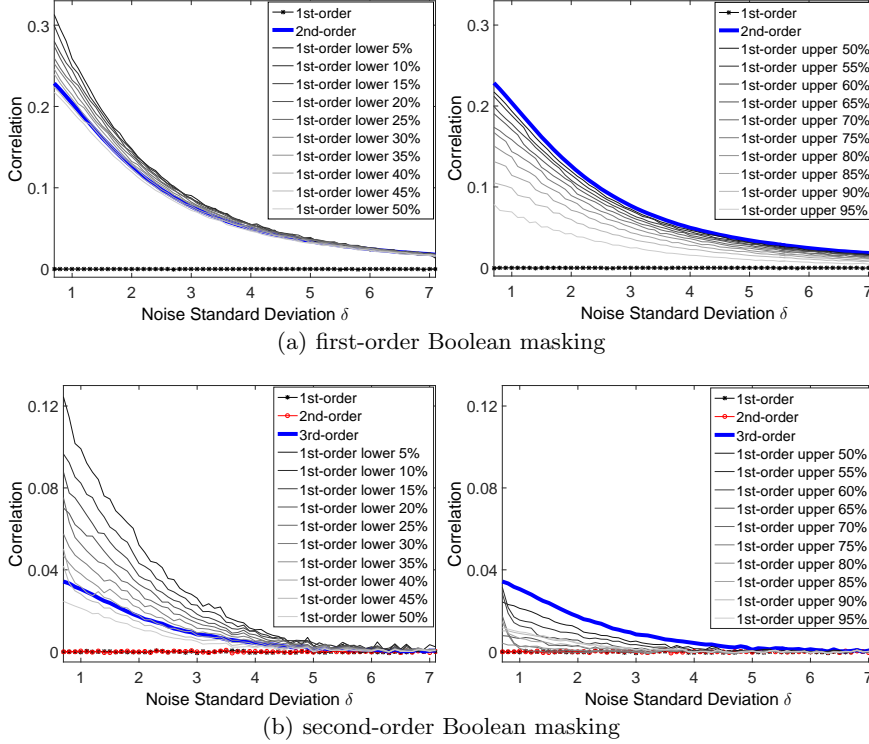 1st-order
2nd-order
1st-order lower 5%
1st-order lower 10%
1st-order lower 15%
1st-order lower 20%
1st-order lower 25%
1st-order lower 30%
1st-order lower 35%
1st-order lower 40%
1st-order lower 45%
1st-order lower 50%
0.3
0.2
0.1
0
Correlation
1 2 3 4 5 6 7
Noise Standard Deviation δ
1st-order
2nd-order
1st-order upper 50%
1st-order upper 55%
1st-order upper 60%
1st-order upper 65%
1st-order upper 70%
1st-order upper 75%
1st-order upper 80%
1st-order upper 85%
1st-order upper 90%
1st-order upper 95%
0.3
0.2
0.1
0
Correlation
1 2 3 4 5 6 7
Noise Standard Deviation δ
(a) first-order Boolean masking
1st-order
2nd-order
3rd-order
1st-order lower 5%
1st-order lower 10%
1st-order lower 15%
1st-order lower 20%
1st-order lower 25%
1st-order lower 30%
1st-order lower 35%
1st-order lower 40%
1st-order lower 45%
1st-order lower 50%
0.12
0.08
0.04
0
Correlation
1 2 3 4 5 6 7
Noise Standard Deviation δ
1st-order
2nd-order
3rd-order
1st-order upper 50%
1st-order upper 55%
1st-order upper 60%
1st-order upper 65%
1st-order upper 70%
1st-order upper 75%
1st-order upper 80%
1st-order upper 85%
1st-order upper 90%
1st-order upper 95%
0.12
0.08
0.04
0
Correlation
1 2 3 4 5 6 7
Noise Standard Deviation δ
(b) second-order Boolean masking